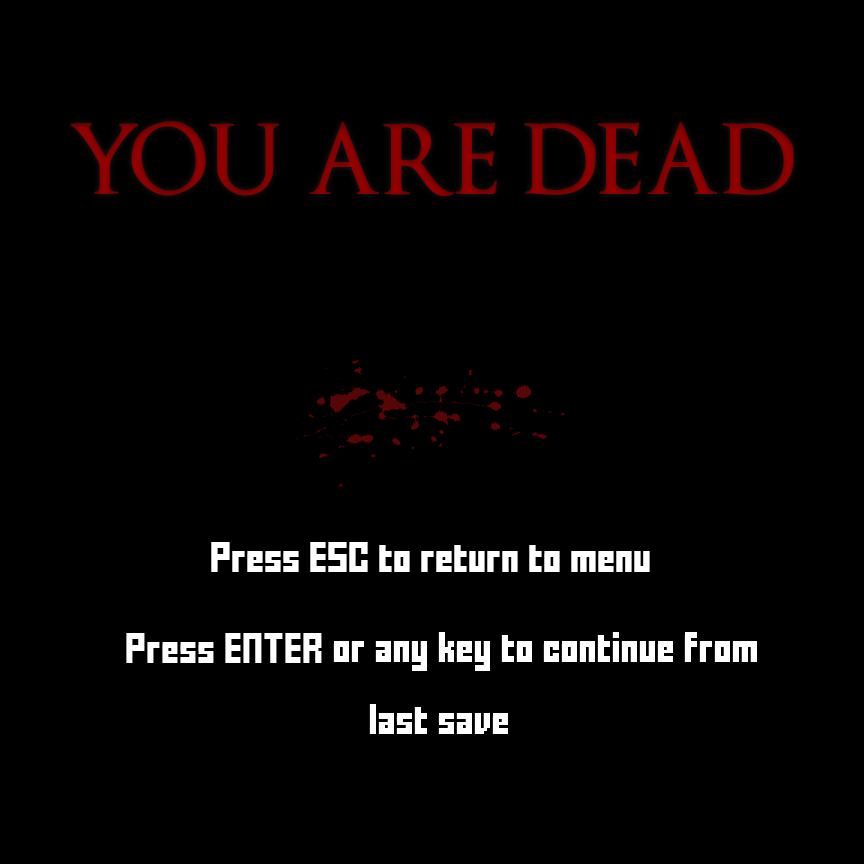 YOU ARE DEAD
Press ESC to return to menu
Press ENTER or any key to continue from
last save